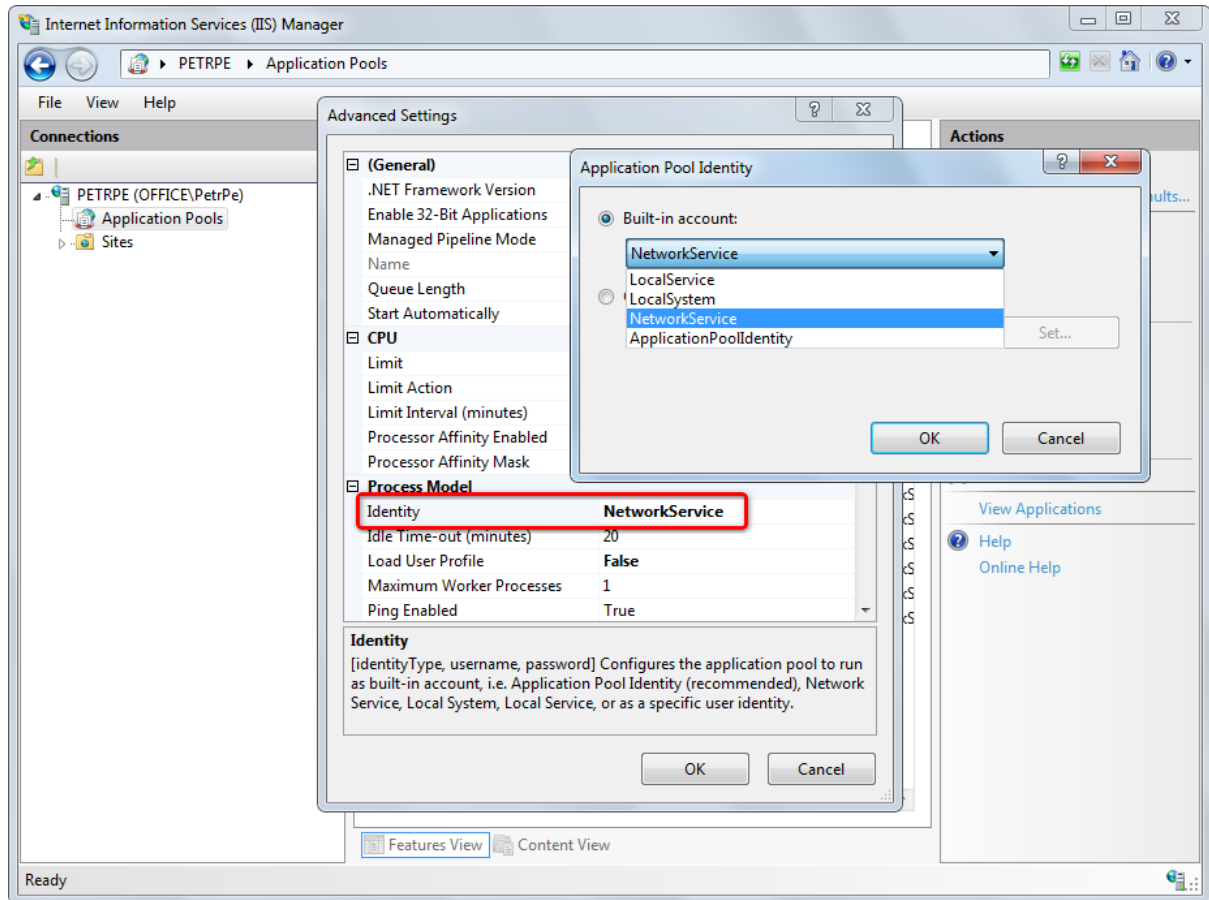 Internet Information Services (IIS) Manager
PETRPE Application Pools
File View Help
Connections
PETRPE (OFFICE\PetrPe)
Application Pools
Sites
Advanced Settings
(General)
.NET Framework Version
Enable 32-Bit Applications
Managed Pipeline Mode
Name
Queue Length
Start Automatically
CPU
Limit
Limit Action
Limit Interval (minutes)
Processor Affinity Enabled
Processor Affinity Mask
Process Model
Identity NetworkService
Idle Time-out (minutes) 20
Load User Profile False
Maximum Worker Processes 1
Ping Enabled True
Identity
[identityType, username, password] Configures the application pool to run
as built-in account, i.e. Application Pool Identity (recommended), Network
Service, Local System, Local Service, or as a specific user identity.
OK Cancel
Application Pool Identity
Built-in account:
NetworkService
LocalService
LocalSystem
NetworkService
ApplicationPoolIdentity
Set...
OK Cancel
Actions
View Applications
Help
Online Help
Features View Content View
Ready